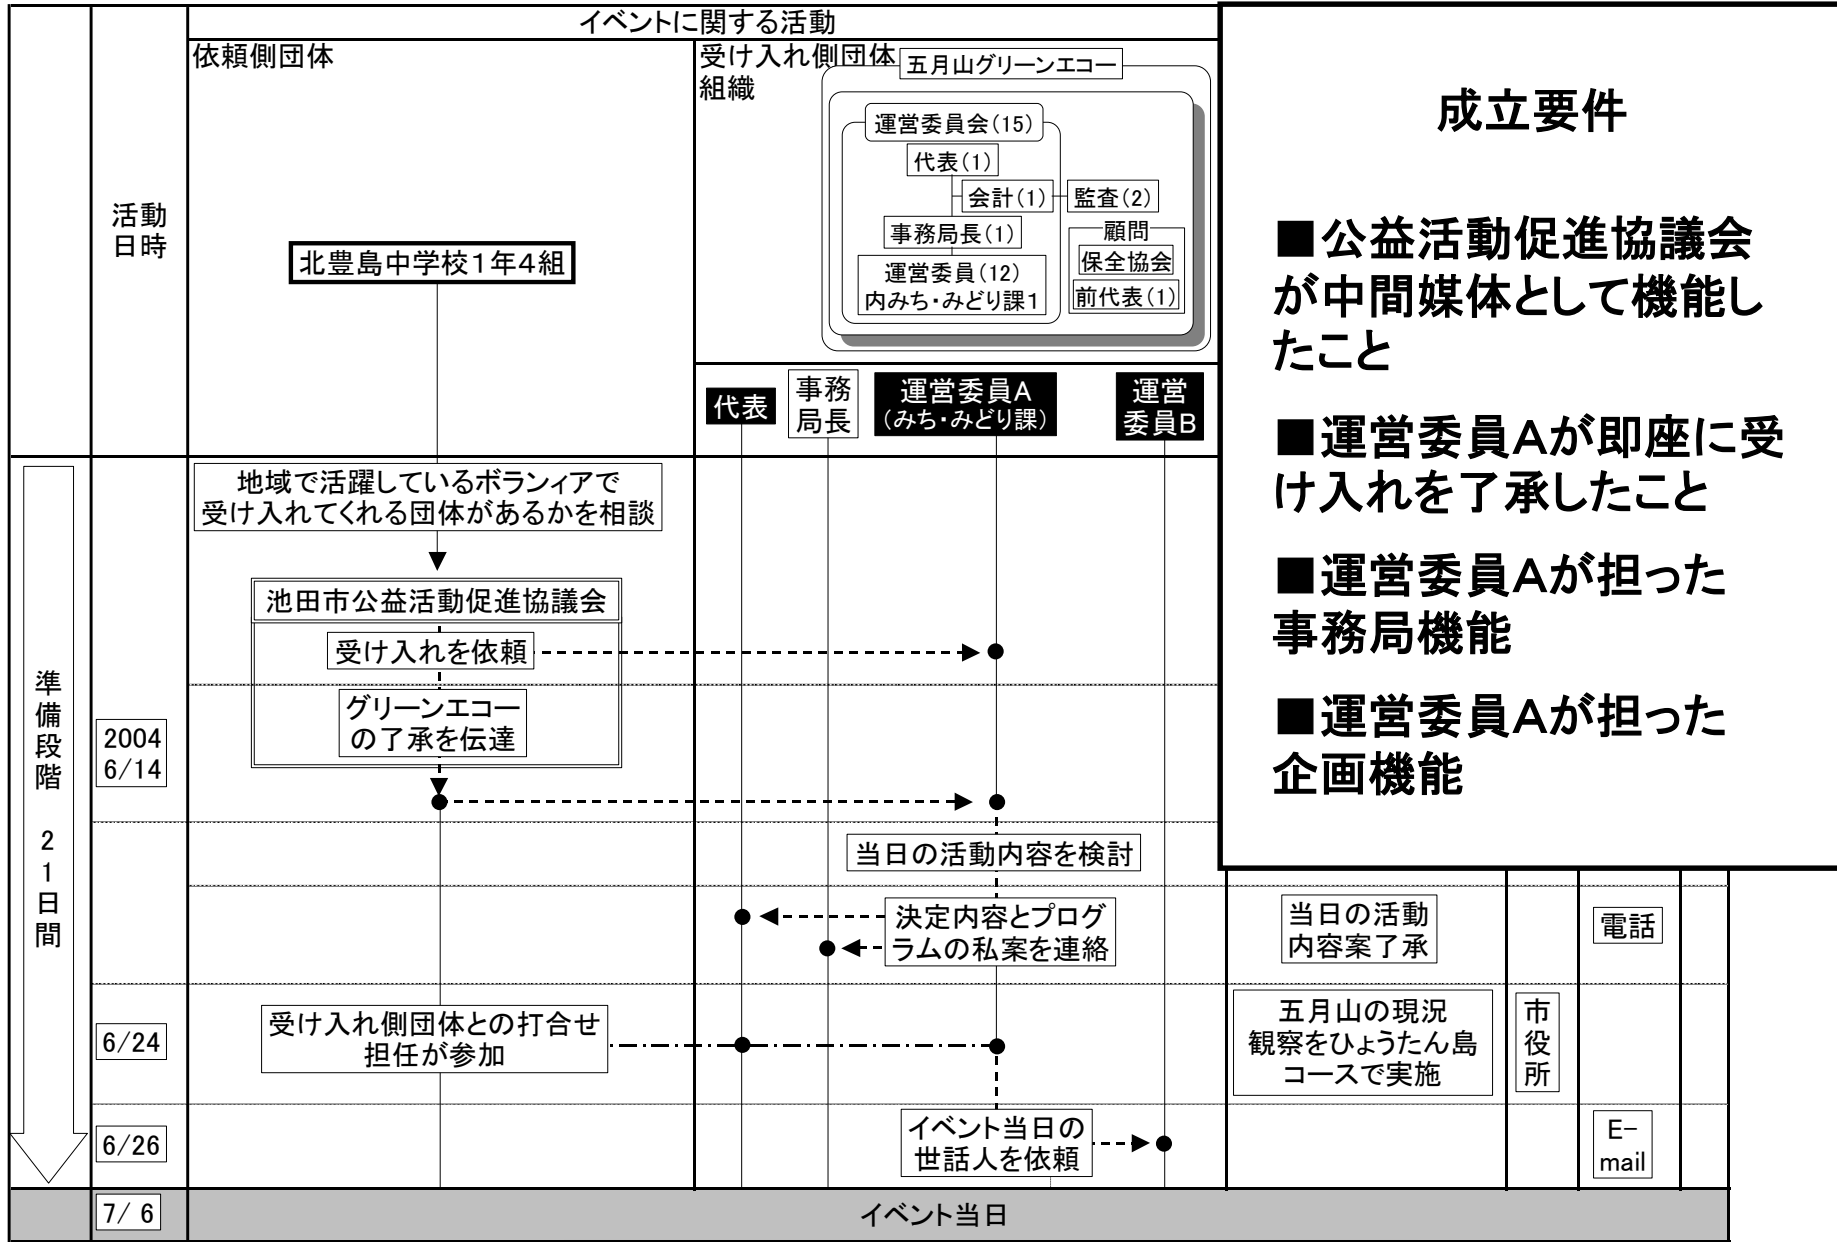 イベントに関する活動
活動
日時
依頼側団体
北豊島中学校1年4組
受け入れ側団体
組織
五月山グリーンエコー
運営委員会(15)
代表(1)
会計(1)
監査(2)
事務局長(1)
運営委員(12)
内みち・みどり課1
顧問
保全協会
前代表(1)
代表
事務
局長
運営委員A
(みち・みどり課)
運営
委員B
成立要件
■公益活動促進協議会
が中間媒体として機能し
たこと
■運営委員Aが即座に受
け入れを了承したこと
■運営委員Aが担った
事務局機能
■運営委員Aが担った
企画機能
準備段階 21日間
2004
6/14
地域で活躍しているボランィアで
受け入れてくれる団体があるかを相談
池田市公益活動促進協議会
受け入れを依頼
グリーンエコー
の了承を伝達
当日の活動内容を検討
決定内容とプログ
ラムの私案を連絡
当日の活動
内容案了承
電話
6/24
受け入れ側団体との打合せ
担任が参加
五月山の現況
観察をひょうたん島
コースで実施
市役所
6/26
イベント当日の
世話人を依頼
E-
mail
7/ 6
イベント当日